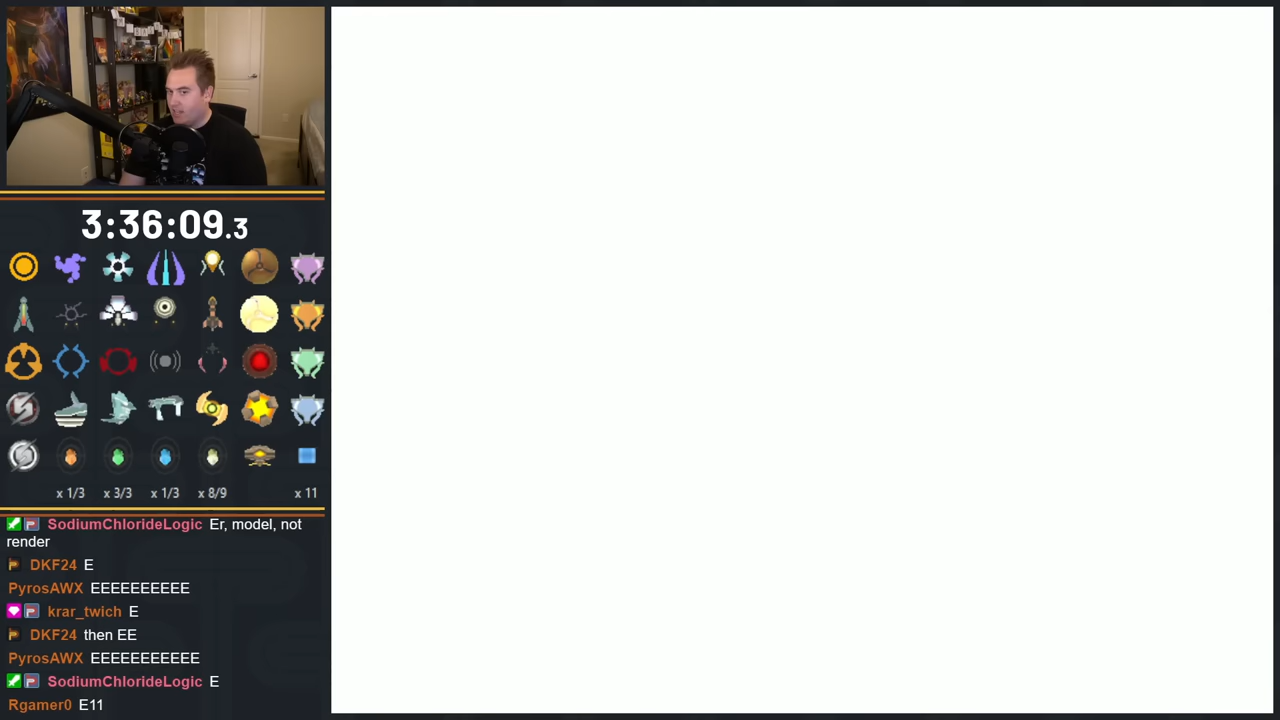 3:36:09.3
x 1/3 x 3/3 x 1/3 x 8/9 x 11
SodiumChlorideLogic Er, model, not
render
DKF24 E
PyrosAWX EEEEEEEEEE
krar_twich E
DKF24 then EE
PyrosAWX EEEEEEEEEEE
SodiumChlorideLogic E
Rgamer0 E11